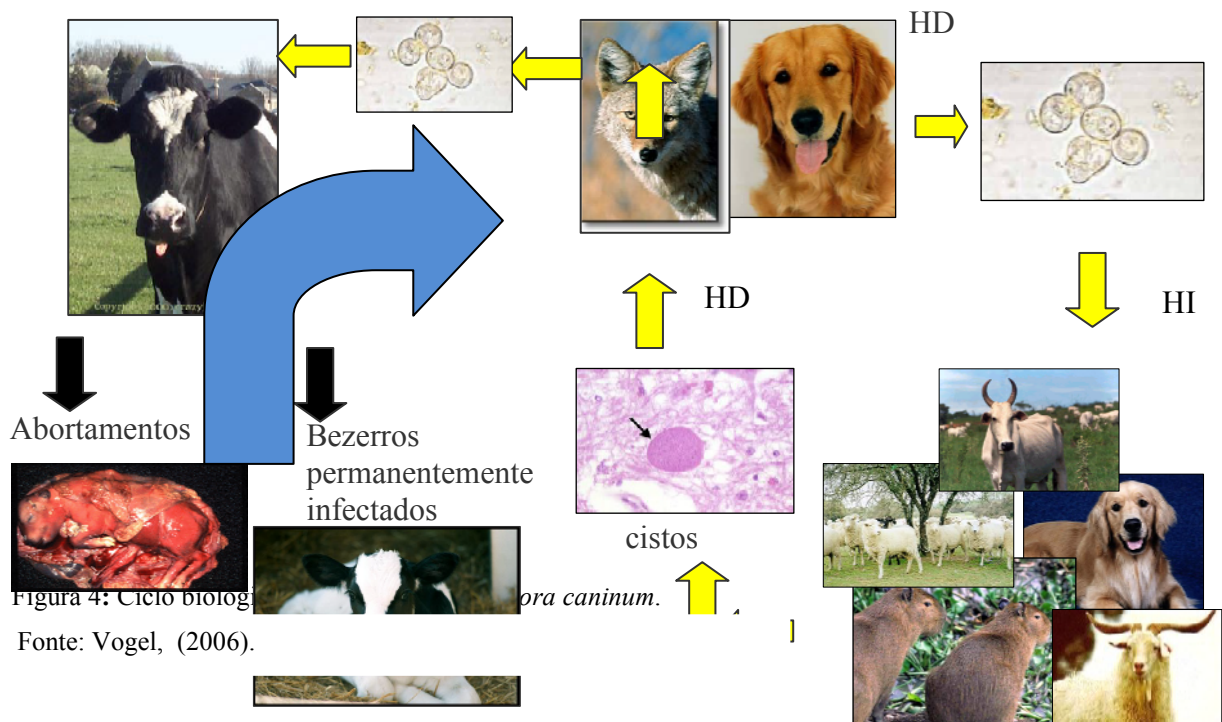 HD
HD
HI
Abortamentos
Bezerros
permanentemente
infectados
cistos
Figura 4: Ciclo biológi ora caninum.
Fonte: Vogel, (2006).